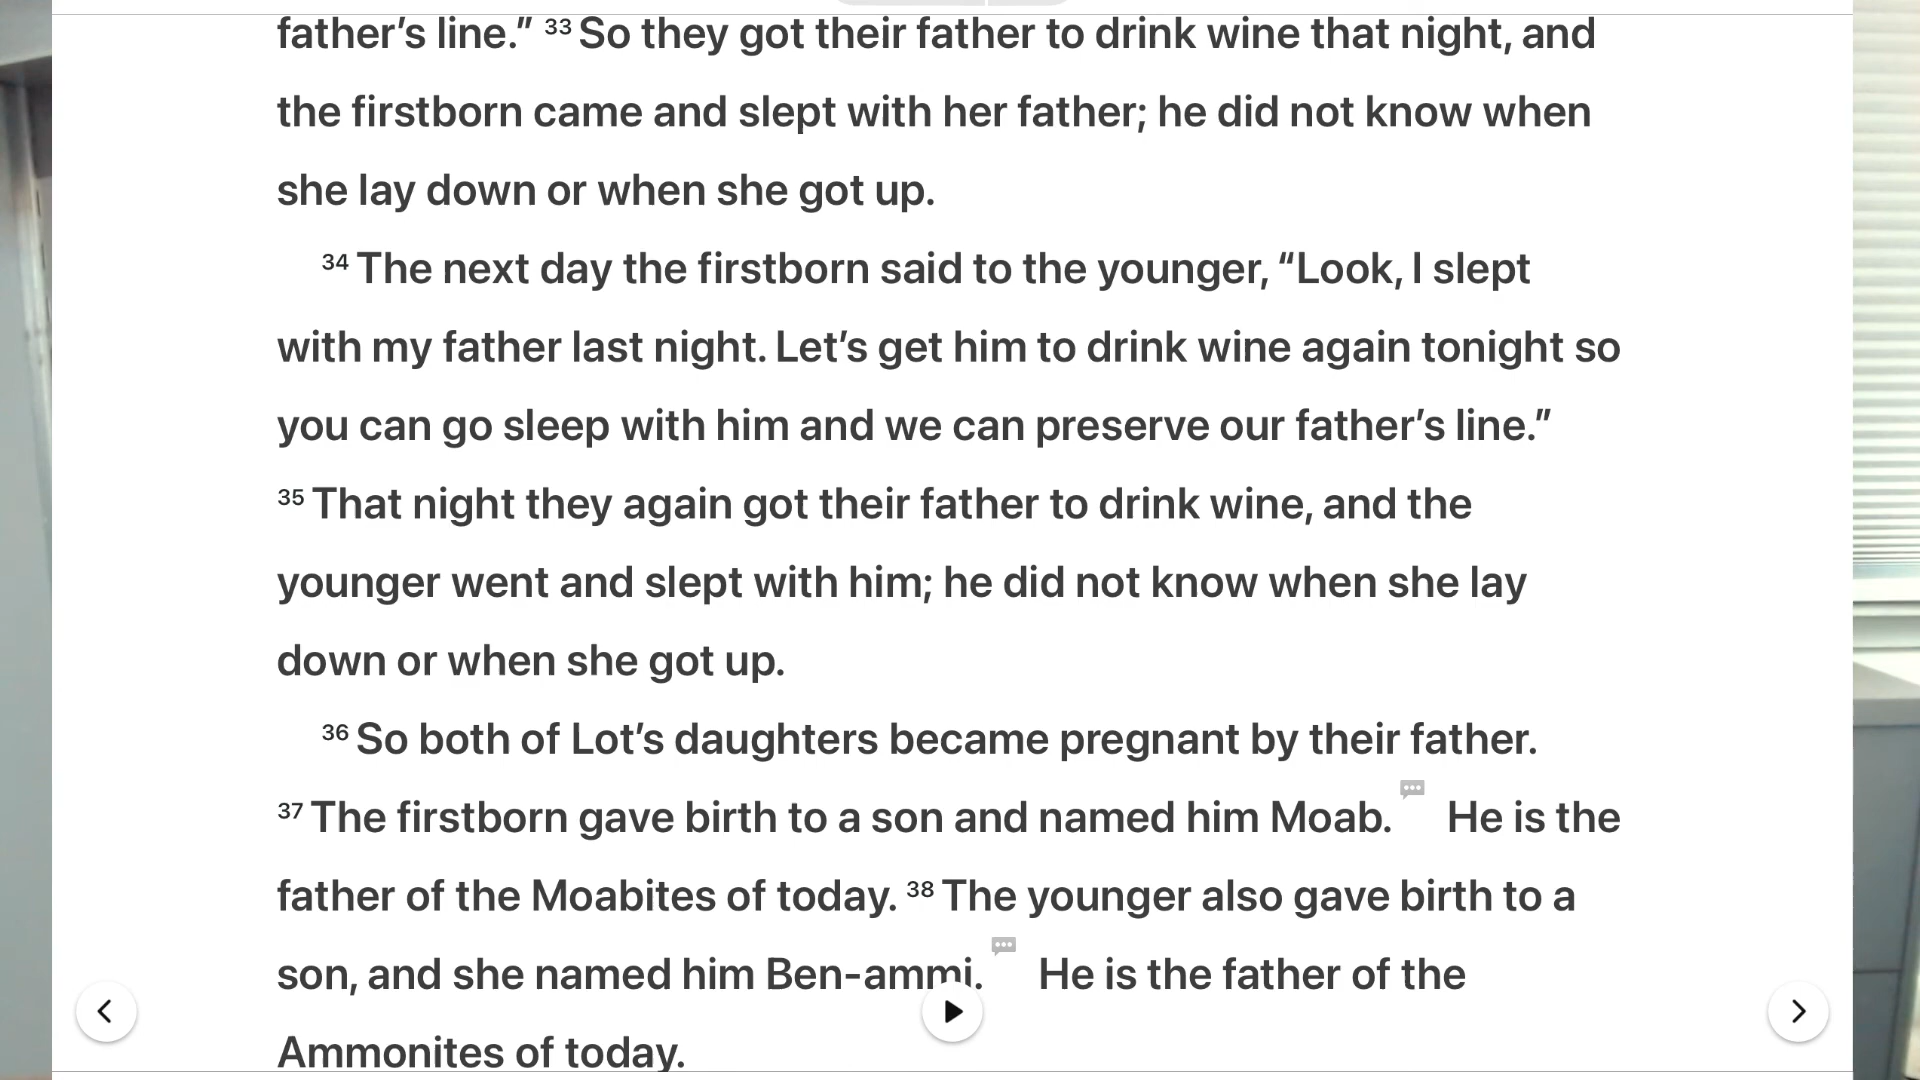 father’s line.” 33 So they got their father to drink wine that night, and
the firstborn came and slept with her father; he did not know when
she lay down or when she got up.
34 The next day the firstborn said to the younger, “Look, I slept
with my father last night. Let’s get him to drink wine again tonight so
you can go sleep with him and we can preserve our father’s line.”
35 That night they again got their father to drink wine, and the
younger went and slept with him; he did not know when she lay
down or when she got up.
36 So both of Lot’s daughters became pregnant by their father.
37 The firstborn gave birth to a son and named him Moab. He is the
father of the Moabites of today. 38 The younger also gave birth to a
son, and she named him Ben-ammi. He is the father of the
Ammonites of today.